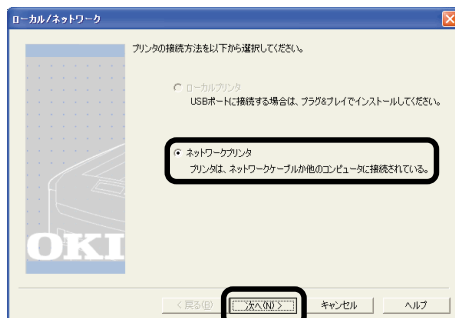 ローカル/ネットワーク
プリンタの接続方法を以下から選択してください。
ローカルプリンタ
USBポートに接続する場合は、プラグ&プレイでインストールしてください。
ネットワークプリンタ
プリンタは、ネットワークケーブルか他のコンピュータに接続されている。
OKI
< 戻る(B) 次へ(N) > キャンセル ヘルプ